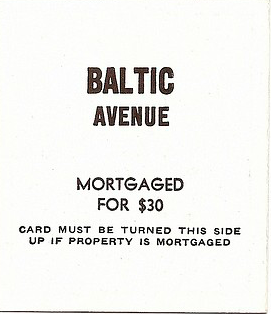 BALTIC
AVENUE
MORTGAGED
FOR $30
CARD MUST BE TURNED THIS SIDE
UP IF PROPERTY IS MORTGAGED